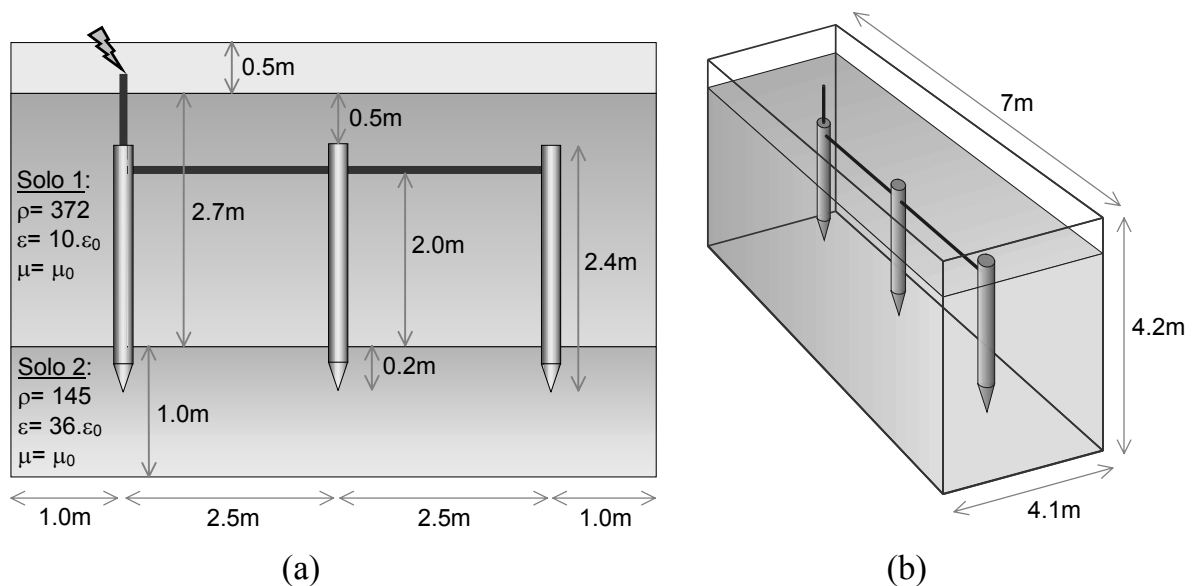 0.5m
0.5m
Solo 1:
ρ= 372
ε= 10.ε0
μ= μ0
2.7m
2.0m
2.4m
Solo 2:
ρ= 145
ε= 36.ε0
μ= μ0
1.0m
0.2m
1.0m
2.5m
2.5m
1.0m
(a)
7m
4.2m
4.1m
(b)